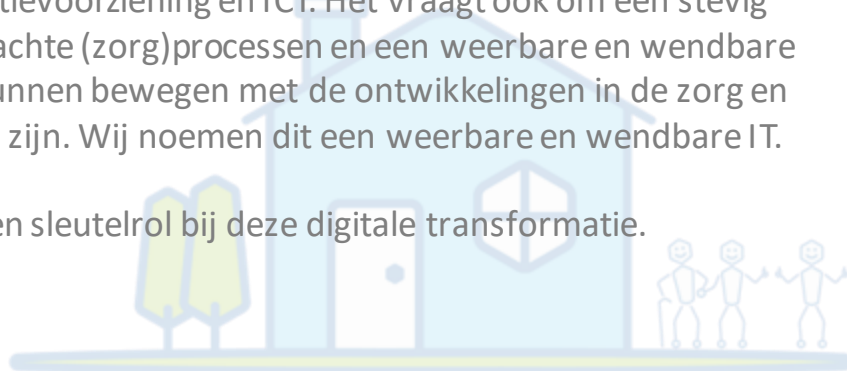 tievoorziening en ICT. Het vraagt ook om een stevig
achte (zorg)processen en een weerbare en wendbare
unnen bewegen met de ontwikkelingen in de zorg en
zijn. Wij noemen dit een weerbare en wendbare IT.
en sleutelrol bij deze digitale transformatie.